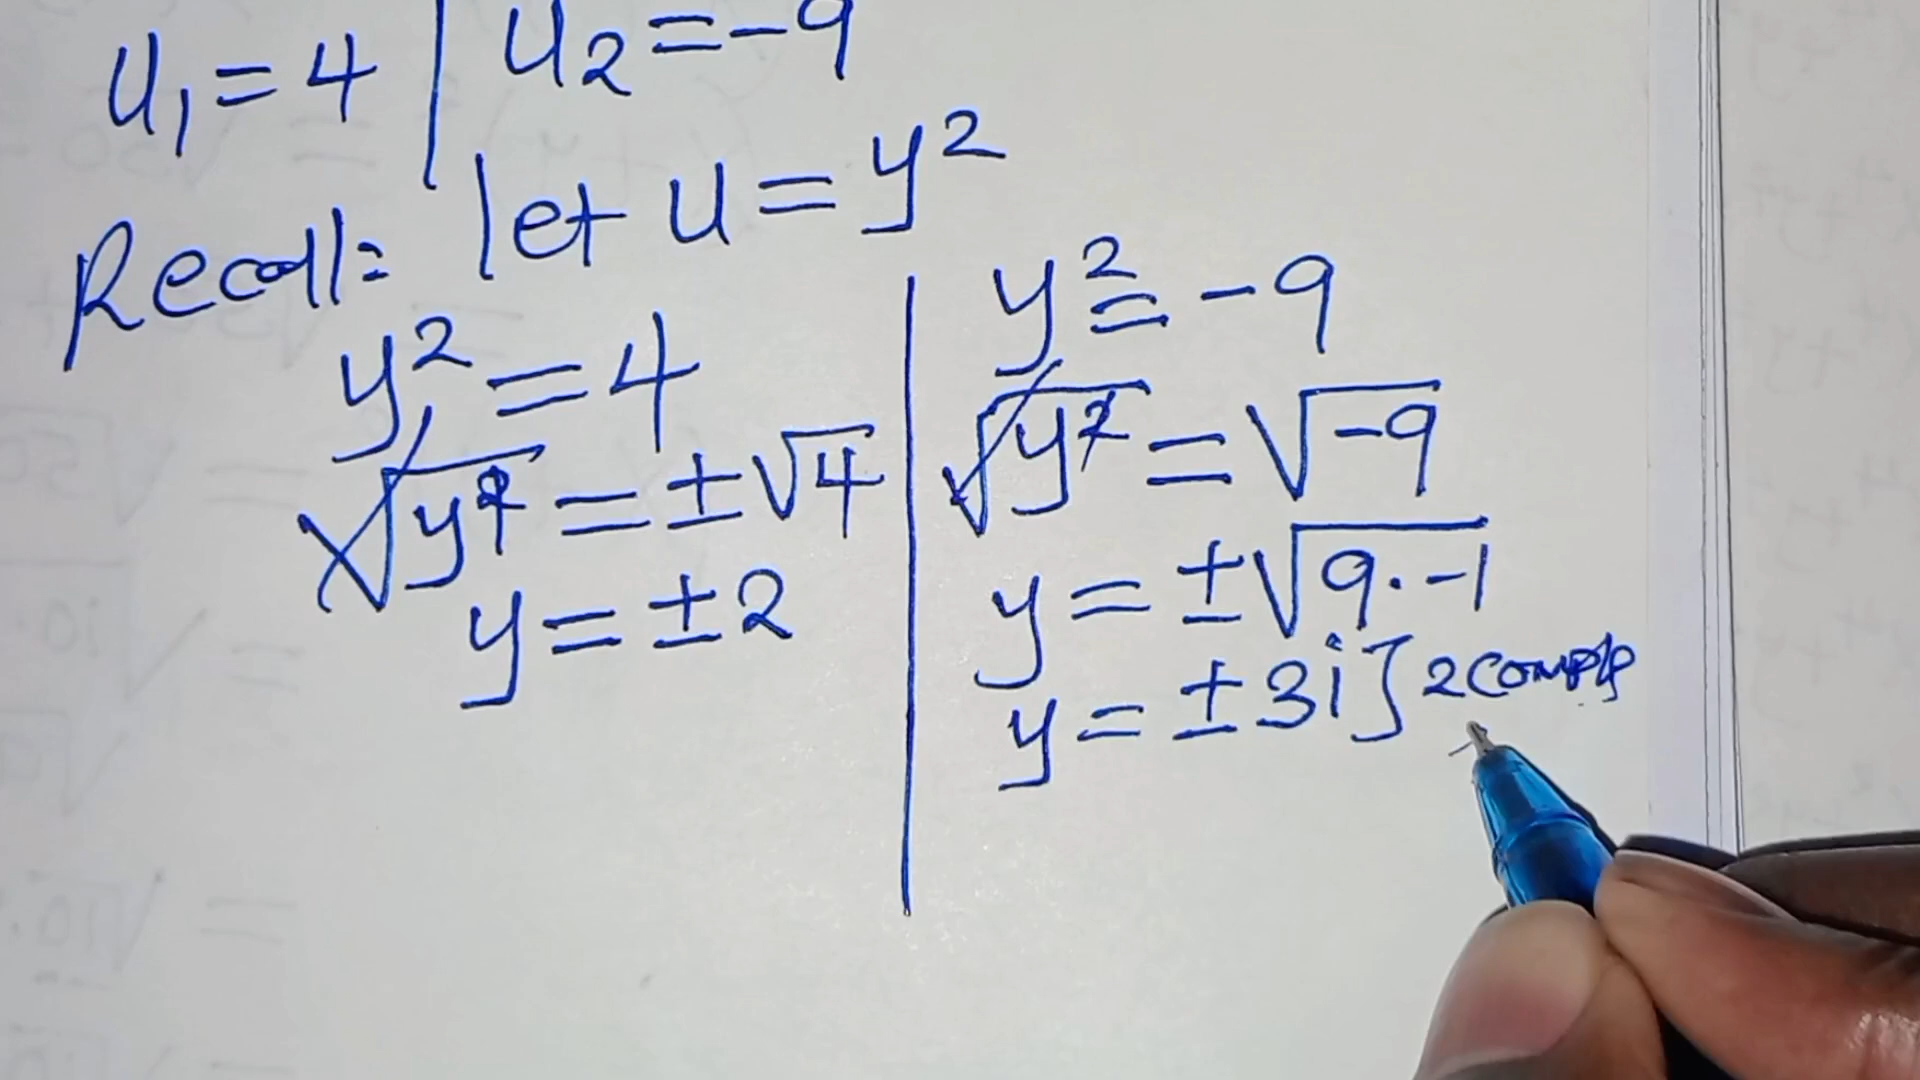 u₁ = 4 | u₂ = -9
Recall: let u = y²
y² = 4
√y² = ±√4
y = ±2
y² = -9
√y² = √-9
y = ±√9·-1
y = ±3i] 2